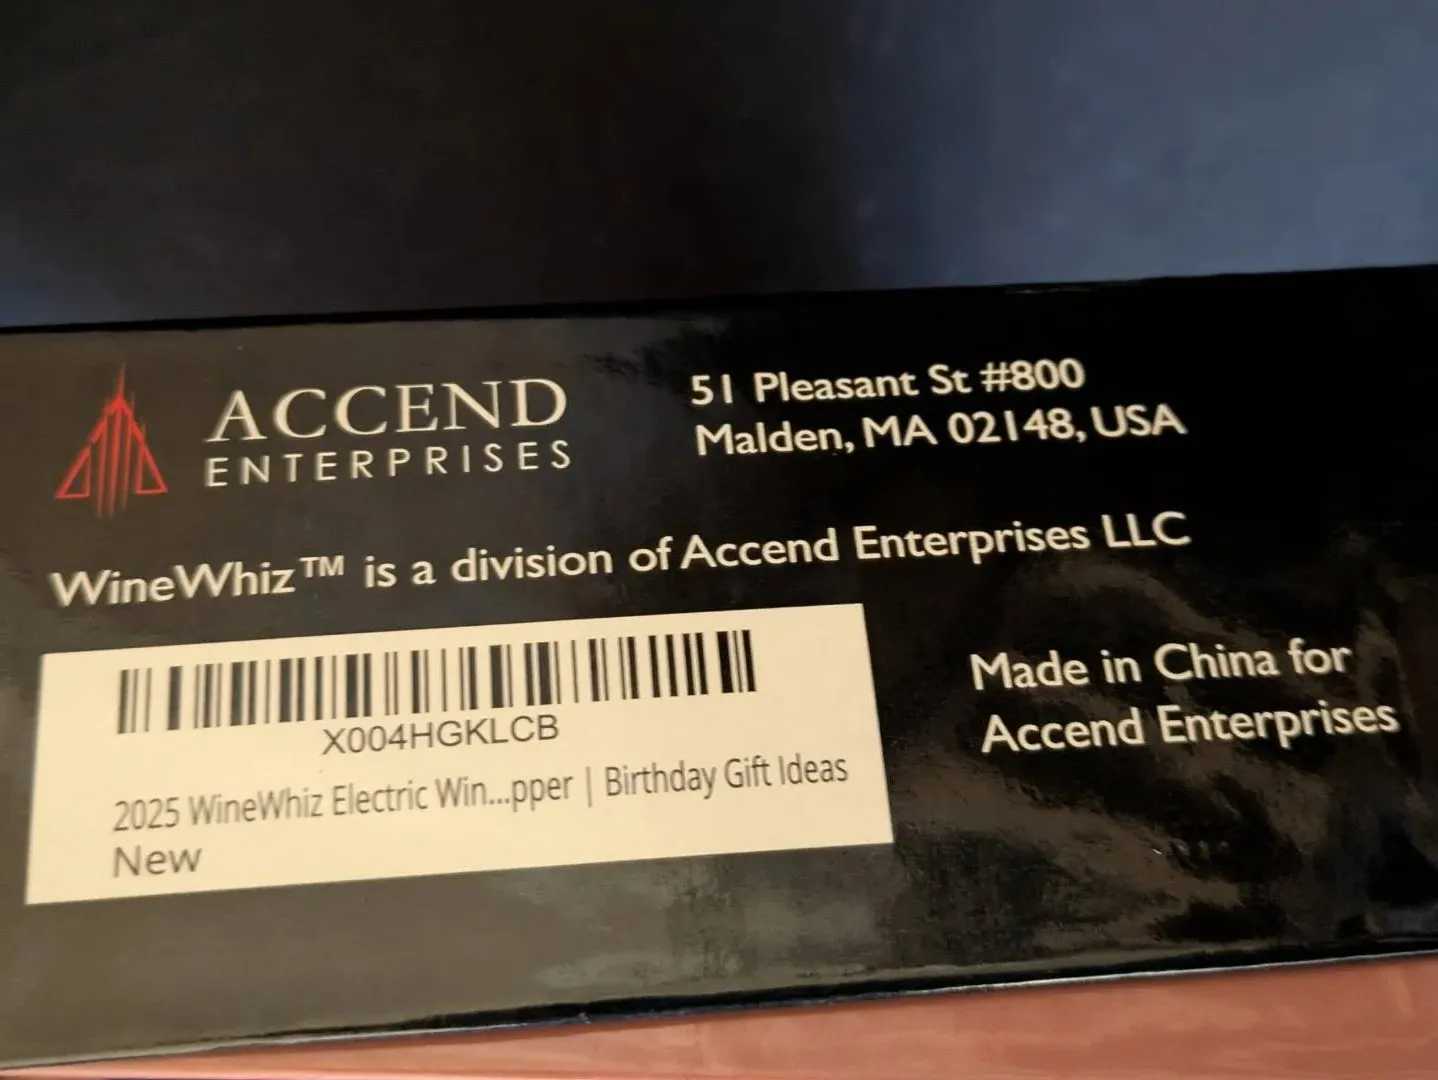 ACCEND
ENTERPRISES
51 Pleasant St #800
Malden, MA 02148, USA
WineWhiz™ is a division of Accend Enterprises LLC
X004HGKLCB
2025 WineWhiz Electric Win...pper | Birthday Gift Ideas
New
Made in China for
Accend Enterprises